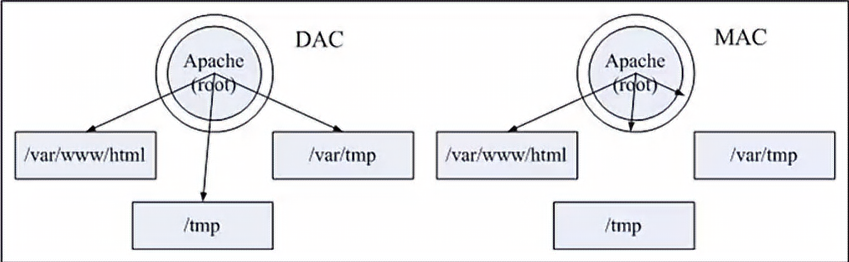 DAC
Apache
(root)
/var/www/html
/var/tmp
/tmp
MAC
Apache
(root)
/var/www/html
/var/tmp
/tmp